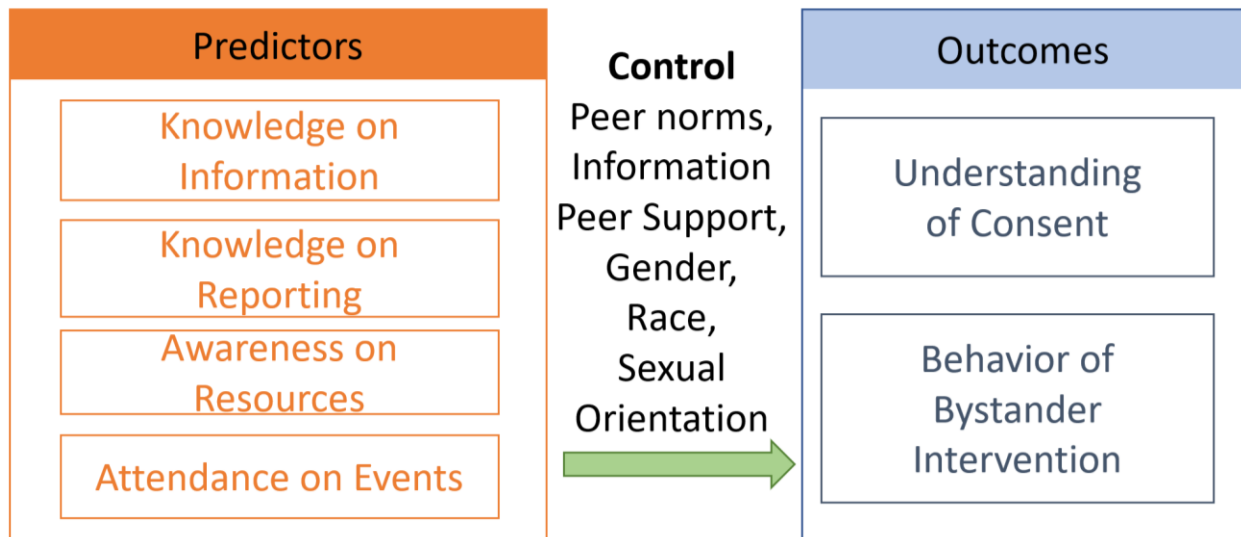 Predictors
Knowledge on
Information
Knowledge on
Reporting
Awareness on
Resources
Attendance on Events
Control
Peer norms,
Information
Peer Support,
Gender,
Race,
Sexual
Orientation
Outcomes
Understanding
of Consent
Behavior of
Bystander
Intervention